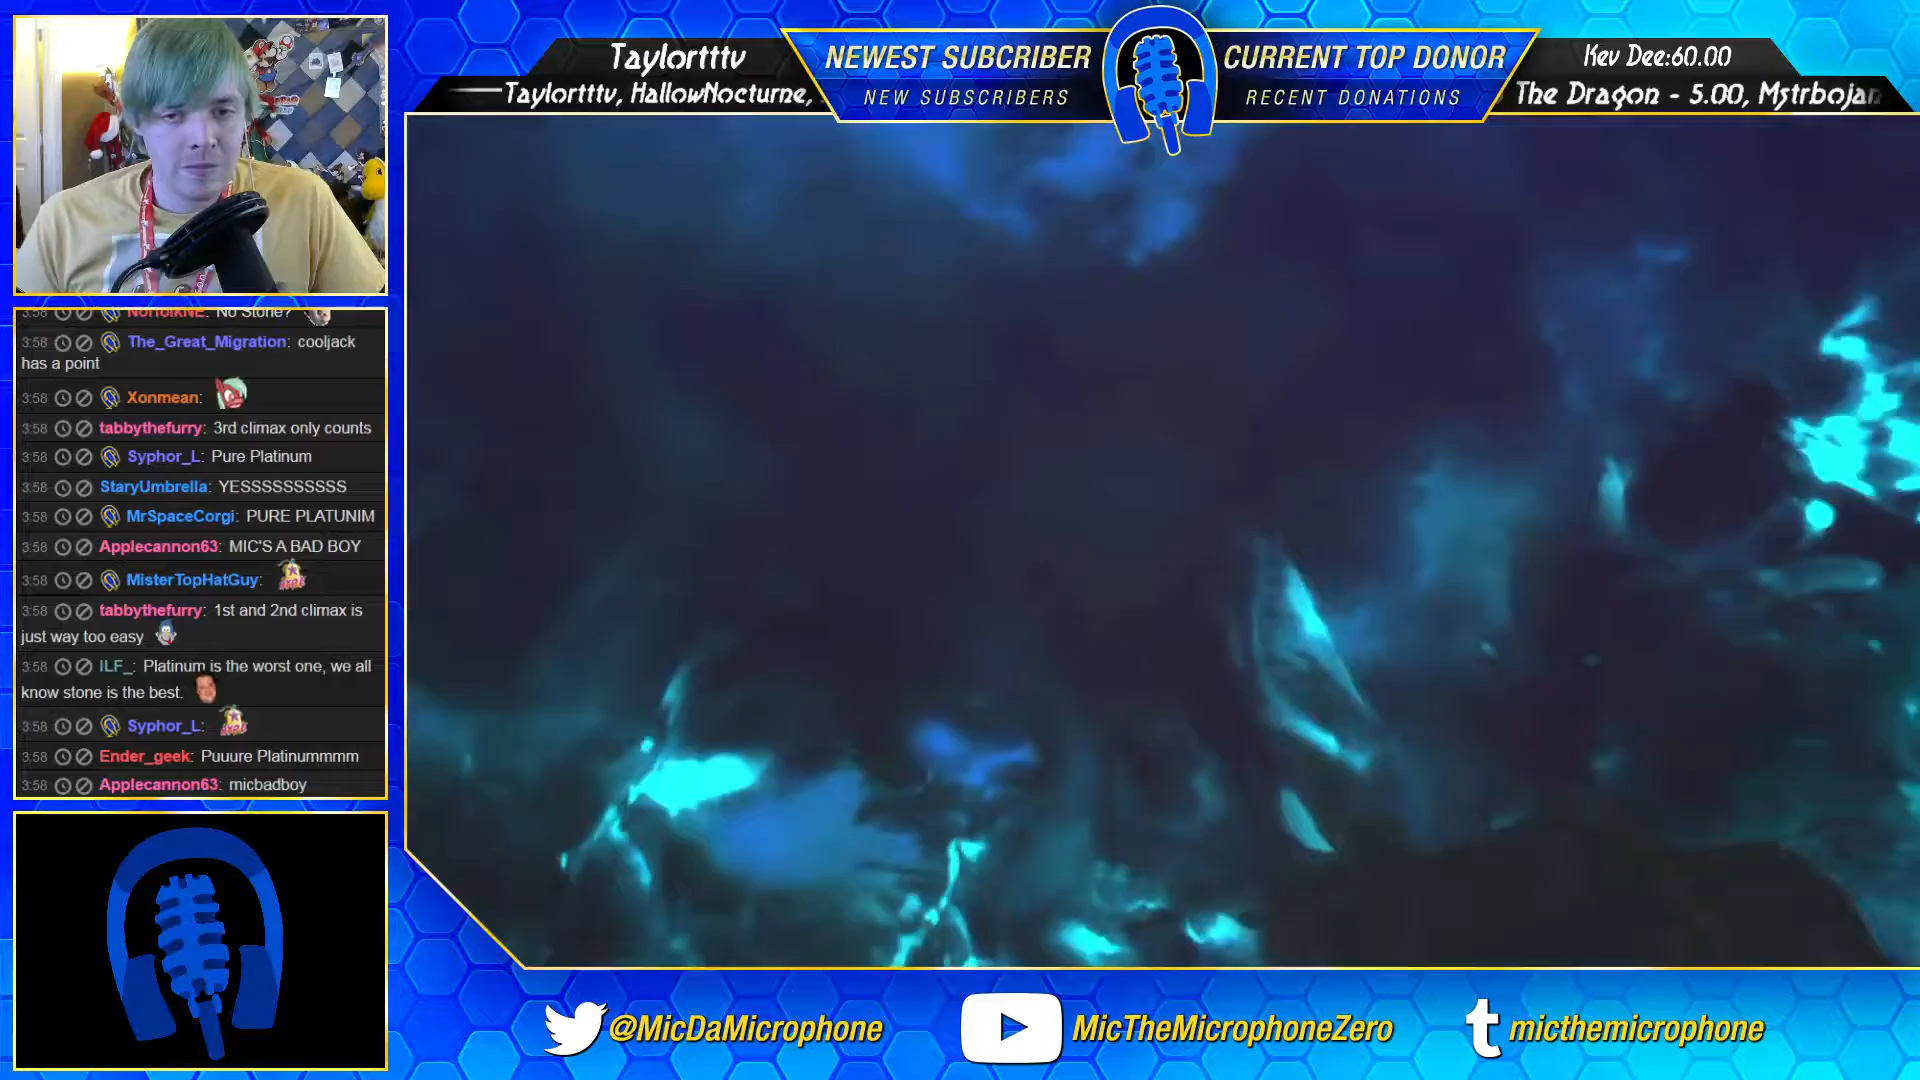 Taylortttv
Taylortttv, HallowNocturne,
NEWEST SUBCRIBER
NEW SUBSCRIBERS
CURRENT TOP DONOR
RECENT DONATIONS
Kev Dee:60.00
The Dragon - 5.00, Mstrbojan
3:58 NorfolkNE: No Stone?
3:58 The_Great_Migration: cooljack
has a point
3:58 Xonmean:
3:58 tabbythefurry: 3rd climax only counts
3:58 Syphor_L: Pure Platinum
3:58 StaryUmbrella: YESSSSSSSSSS
3:58 MrSpaceCorgi: PURE PLATUNIM
3:58 Applecannon63: MIC'S A BAD BOY
3:58 MisterTopHatGuy:
3:58 tabbythefurry: 1st and 2nd climax is
just way too easy
3:58 ILF_: Platinum is the worst one, we all
know stone is the best.
3:58 Syphor_L:
3:58 Ender_geek: Puuure Platinummmm
3:58 Applecannon63: micbadboy
@MicDaMicrophone
MicTheMicrophoneZero
t micthemicrophone